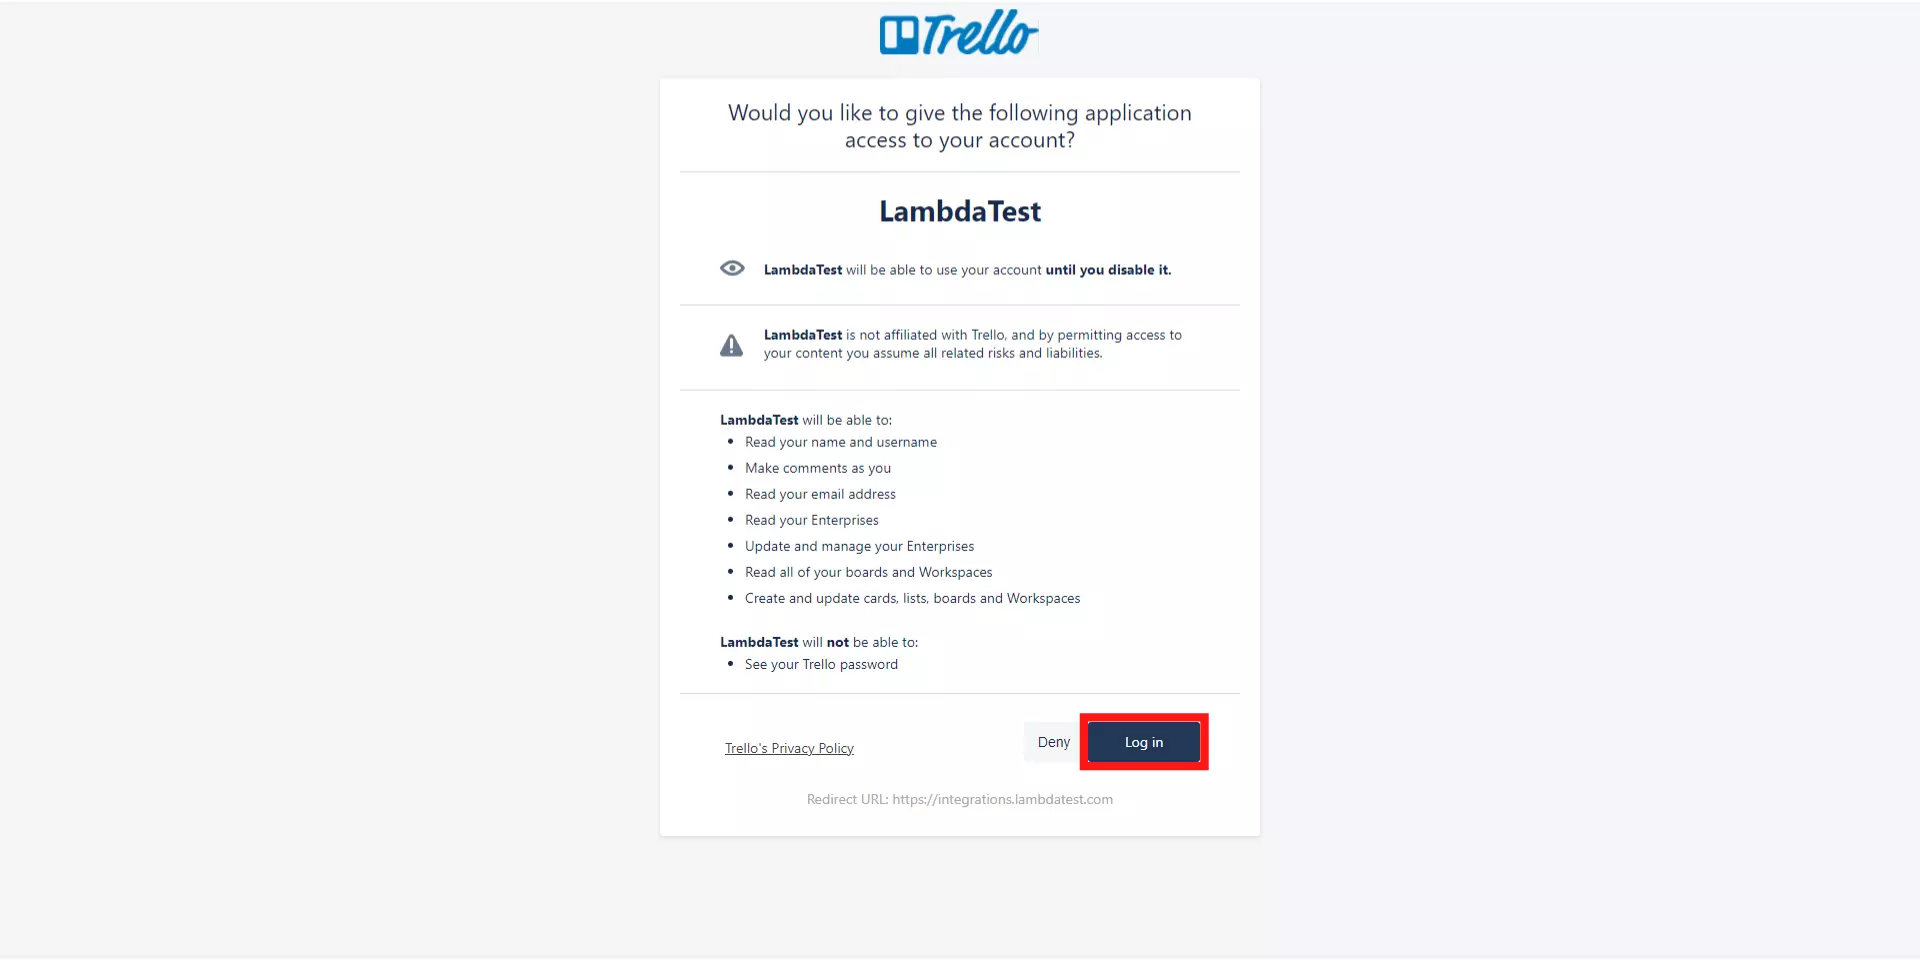 Trello
Would you like to give the following application
access to your account?
LambdaTest
LambdaTest will be able to use your account until you disable it.
LambdaTest is not affiliated with Trello, and by permitting access to
your content you assume all related risks and liabilities.
LambdaTest will be able to:
• Read your name and username
• Make comments as you
• Read your email address
• Read your Enterprises
• Update and manage your Enterprises
• Read all of your boards and Workspaces
• Create and update cards, lists, boards and Workspaces
LambdaTest will not be able to:
• See your Trello password
Trello's Privacy Policy
Deny
Log in
Redirect URL: https://integrations.lambdatest.com